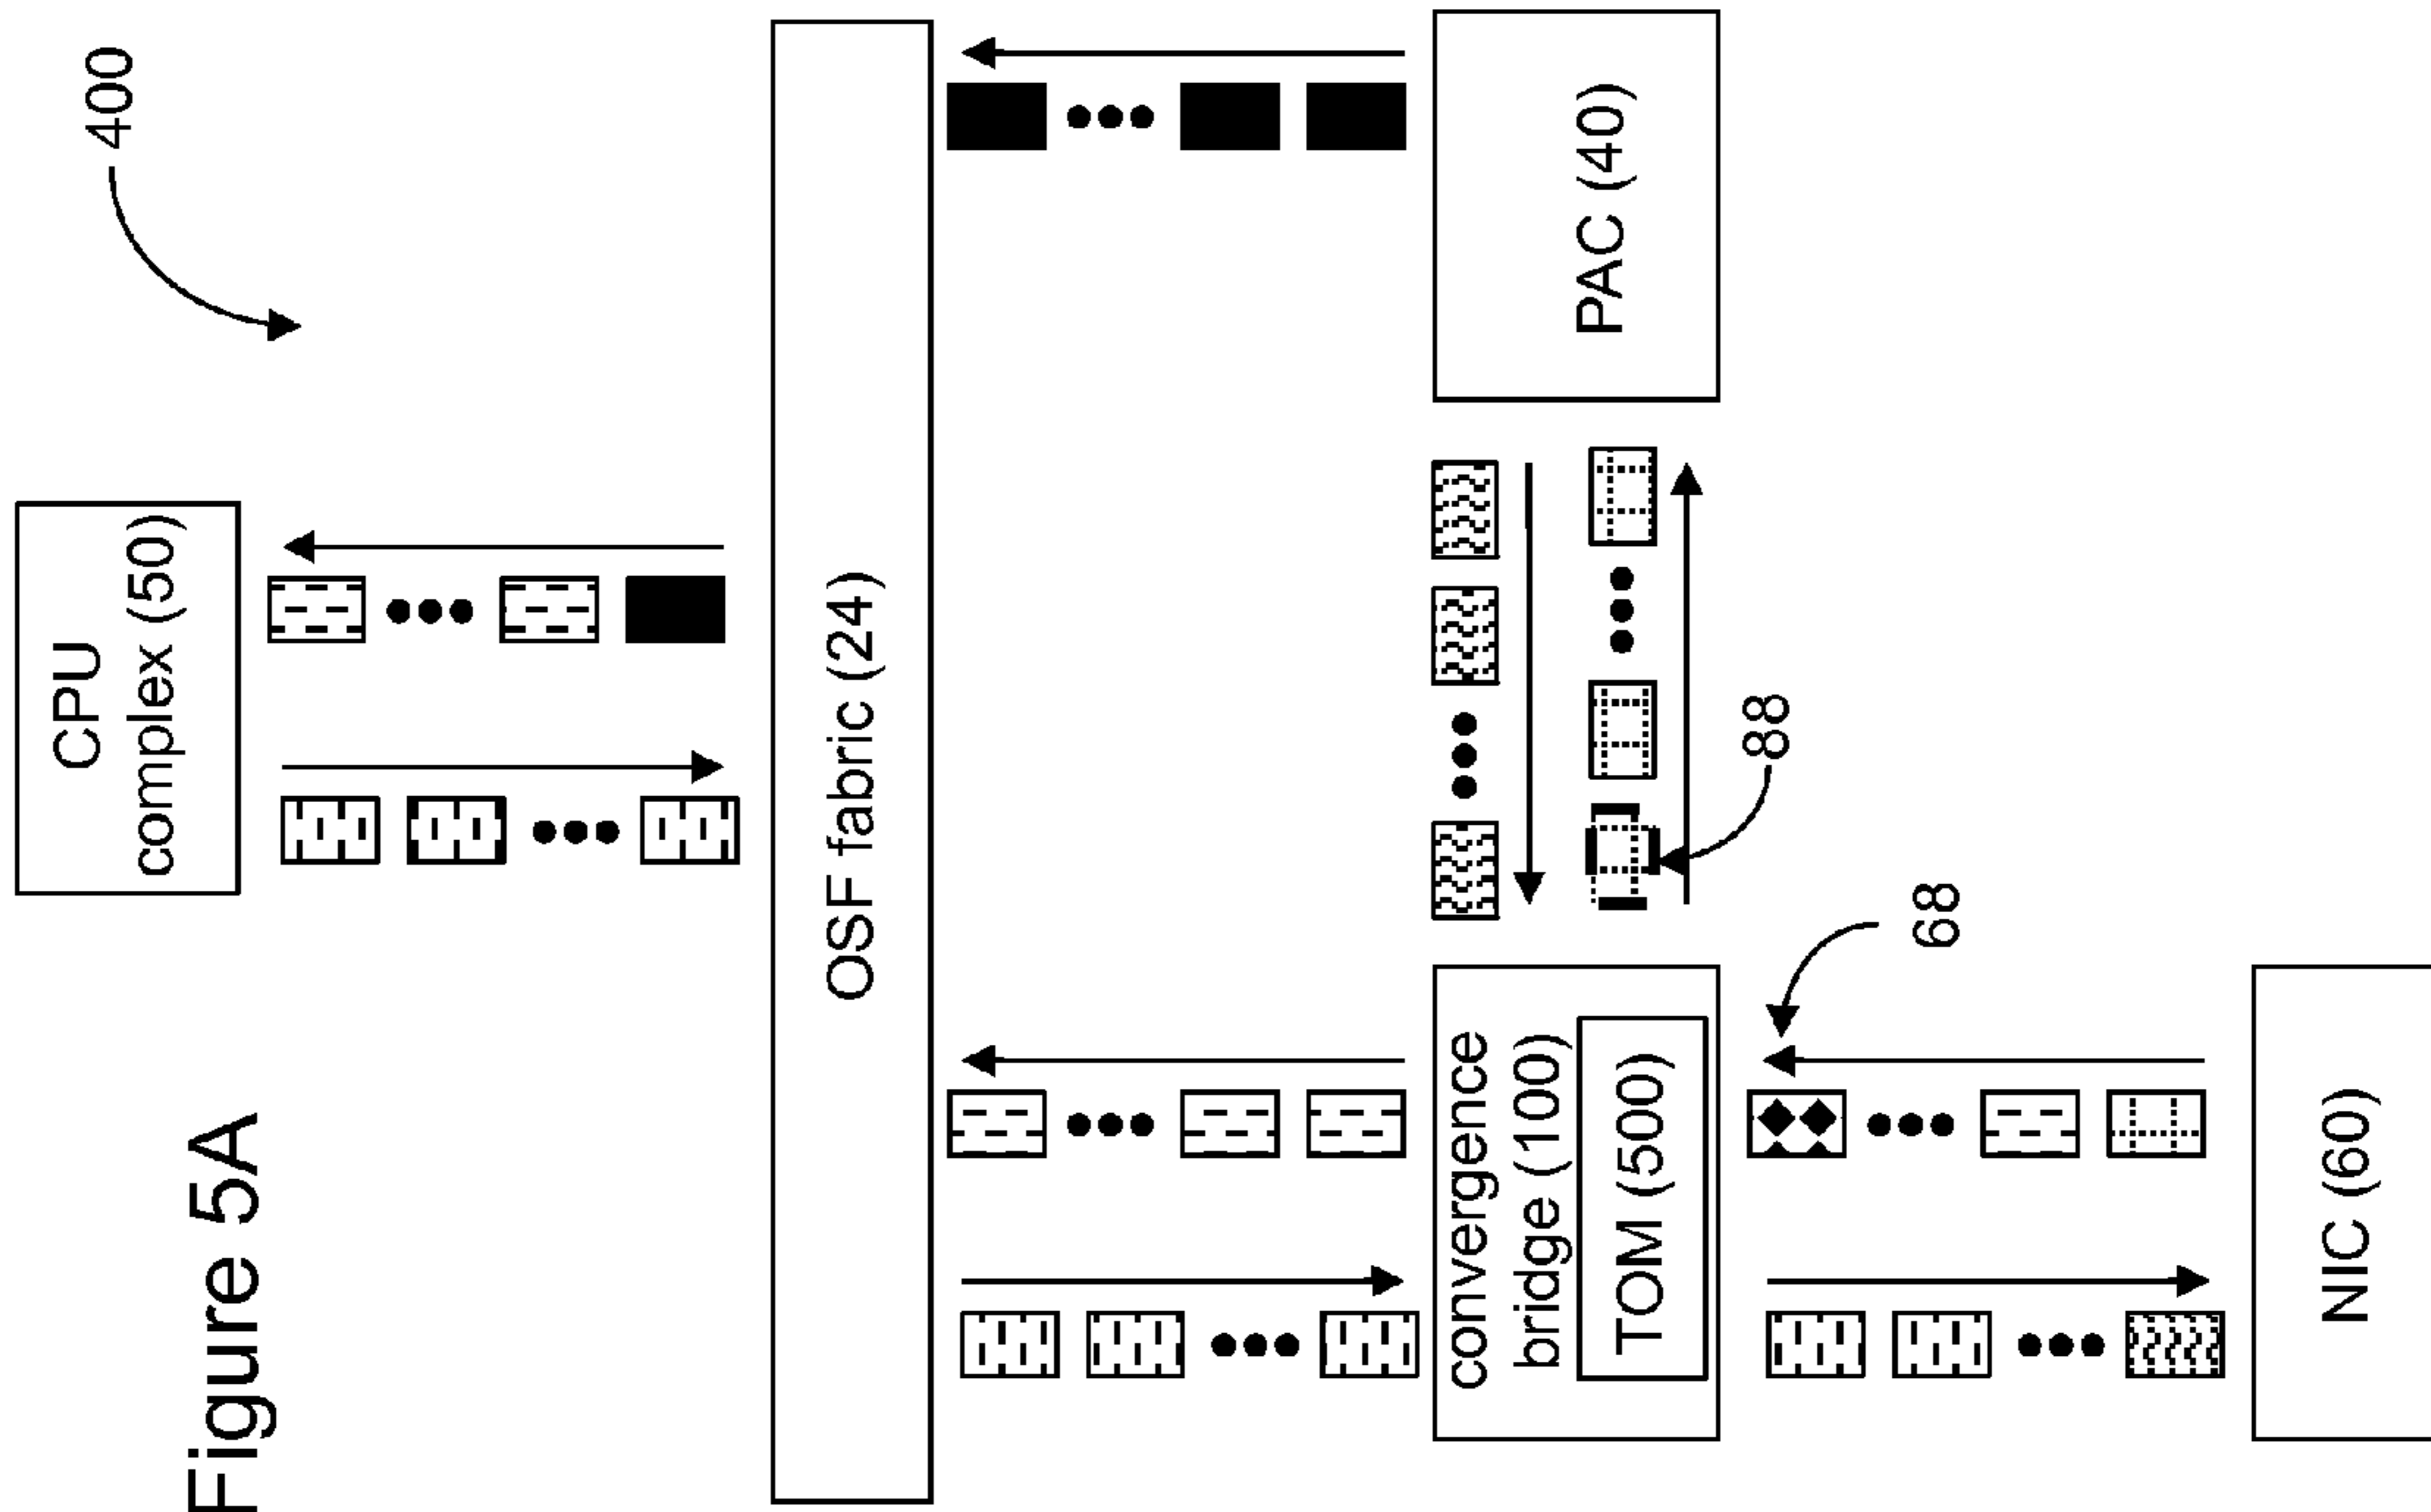 Figure 5A
400
CPU
complex (50)
OSF fabric (24)
convergence
bridge (100)
TOM (500)
PAC (40)
88
68
NIC (60)